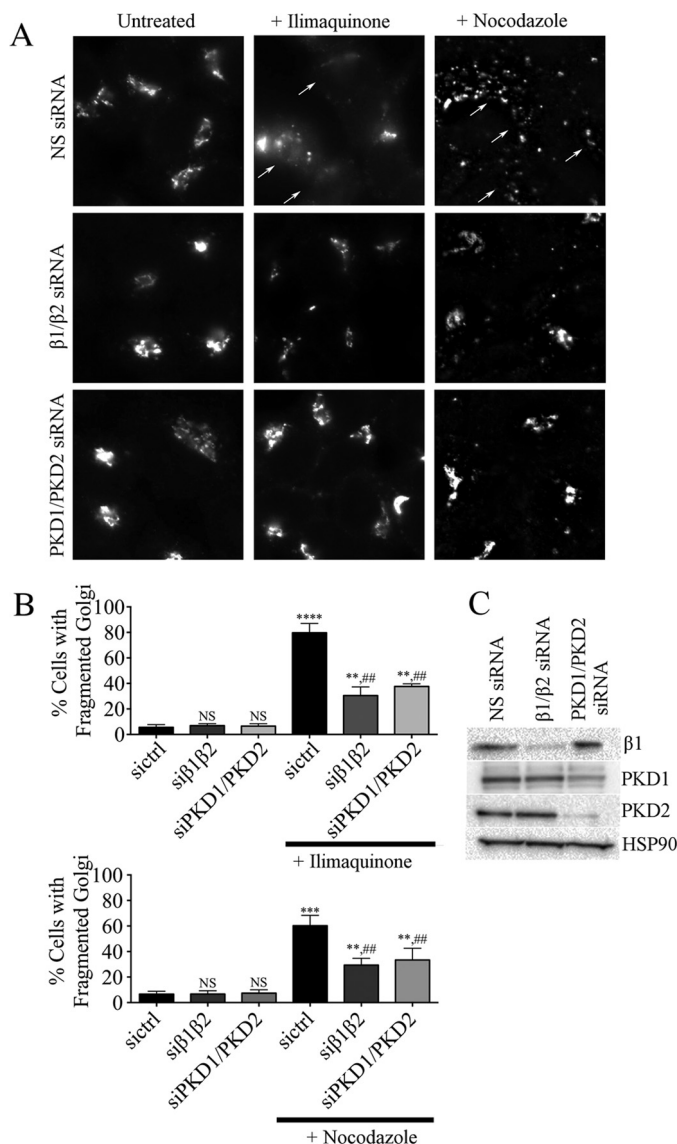 A
Untreated
+ Ilimaquinone
+ Nocodazole
NS siRNA
β1/β2 siRNA
PKD1/PKD2 siRNA
B
% Cells with
Fragmented Golgi
100
80
60
40
20
0
NS
NS
****
**,##
**,##
sictrl
siβ1β2
siPKD1/PKD2
sictrl
siβ1β2
siPKD1/PKD2
+ Ilimaquinone
% Cells with
Fragmented Golgi
100
80
60
40
20
0
NS
NS
***
**,##
**,##
sictrl
siβ1β2
siPKD1/PKD2
sictrl
siβ1β2
siPKD1/PKD2
+ Nocodazole
C
NS siRNA
β1/β2 siRNA
PKD1/PKD2
siRNA
β1
PKD1
PKD2
HSP90